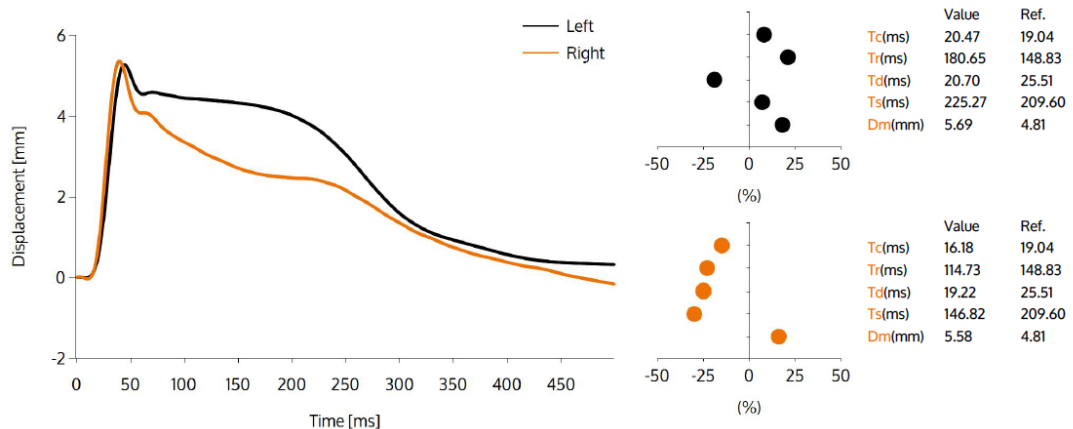 Left
Right
6
4
2
0
-2
Displacement [mm]
0 50 100 150 200 250 300 350 400 450
Time [ms]
-50 -25 0 25 50
(%)
Value Ref.
Tc(ms) 20.47 19.04
Tr(ms) 180.65 148.83
Td(ms) 20.70 25.51
Ts(ms) 225.27 209.60
Dm(mm) 5.69 4.81
-50 -25 0 25 50
(%)
Value Ref.
Tc(ms) 16.18 19.04
Tr(ms) 114.73 148.83
Td(ms) 19.22 25.51
Ts(ms) 146.82 209.60
Dm(mm) 5.58 4.81